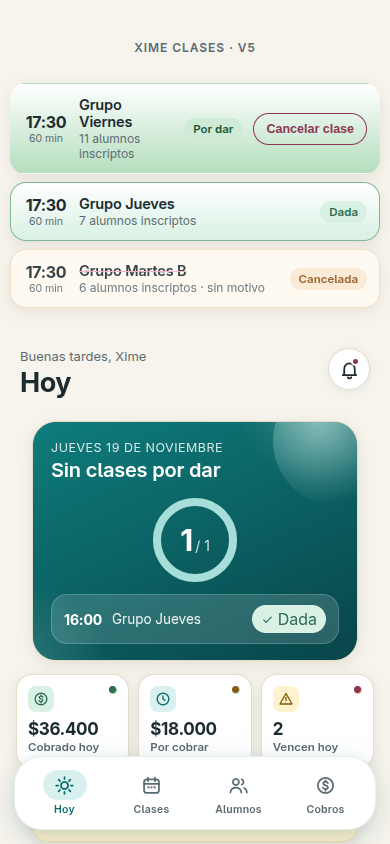 XIME CLASES · V5
17:30
60 min
Grupo
Viernes
11 alumnos
inscriptos
Por dar
Cancelar clase
17:30
60 min
Grupo Jueves
7 alumnos inscriptos
Dada
17:30
60 min
Grupo Martes B
6 alumnos inscriptos · sin motivo
Cancelada
Buenas tardes, Xime
Hoy
JUEVES 19 DE NOVIEMBRE
Sin clases por dar
1 / 1
16:00 Grupo Jueves
Dada
$36.400
Cobrado hoy
$18.000
Por cobrar
2
Vencen hoy
Hoy
Clases
Alumnos
Cobros